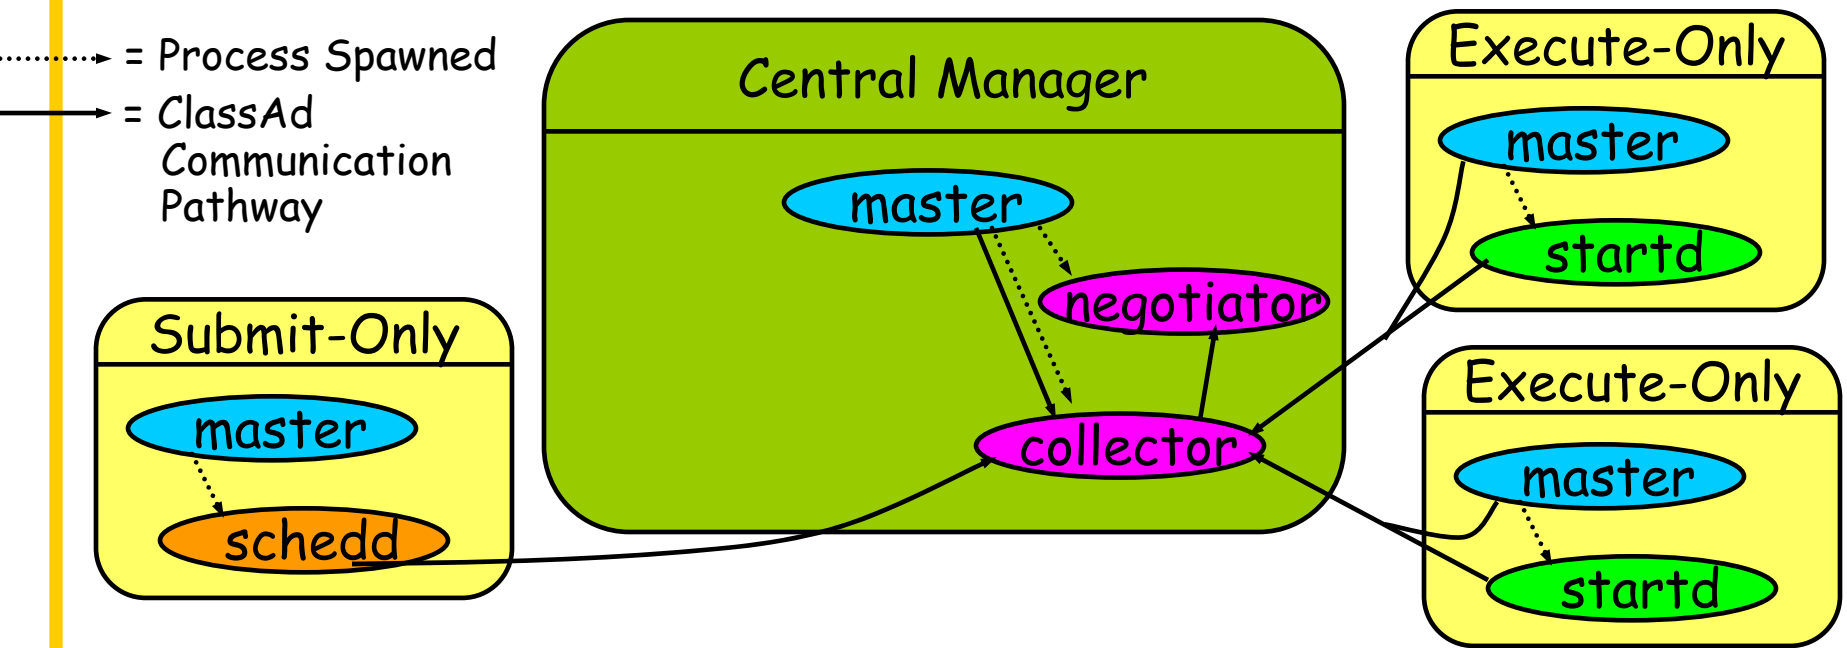 = Process Spawned
= ClassAd
Communication
Pathway
Central Manager
master
negotiator
collector
Submit-Only
master
schedd
Execute-Only
master
startd
Execute-Only
master
startd